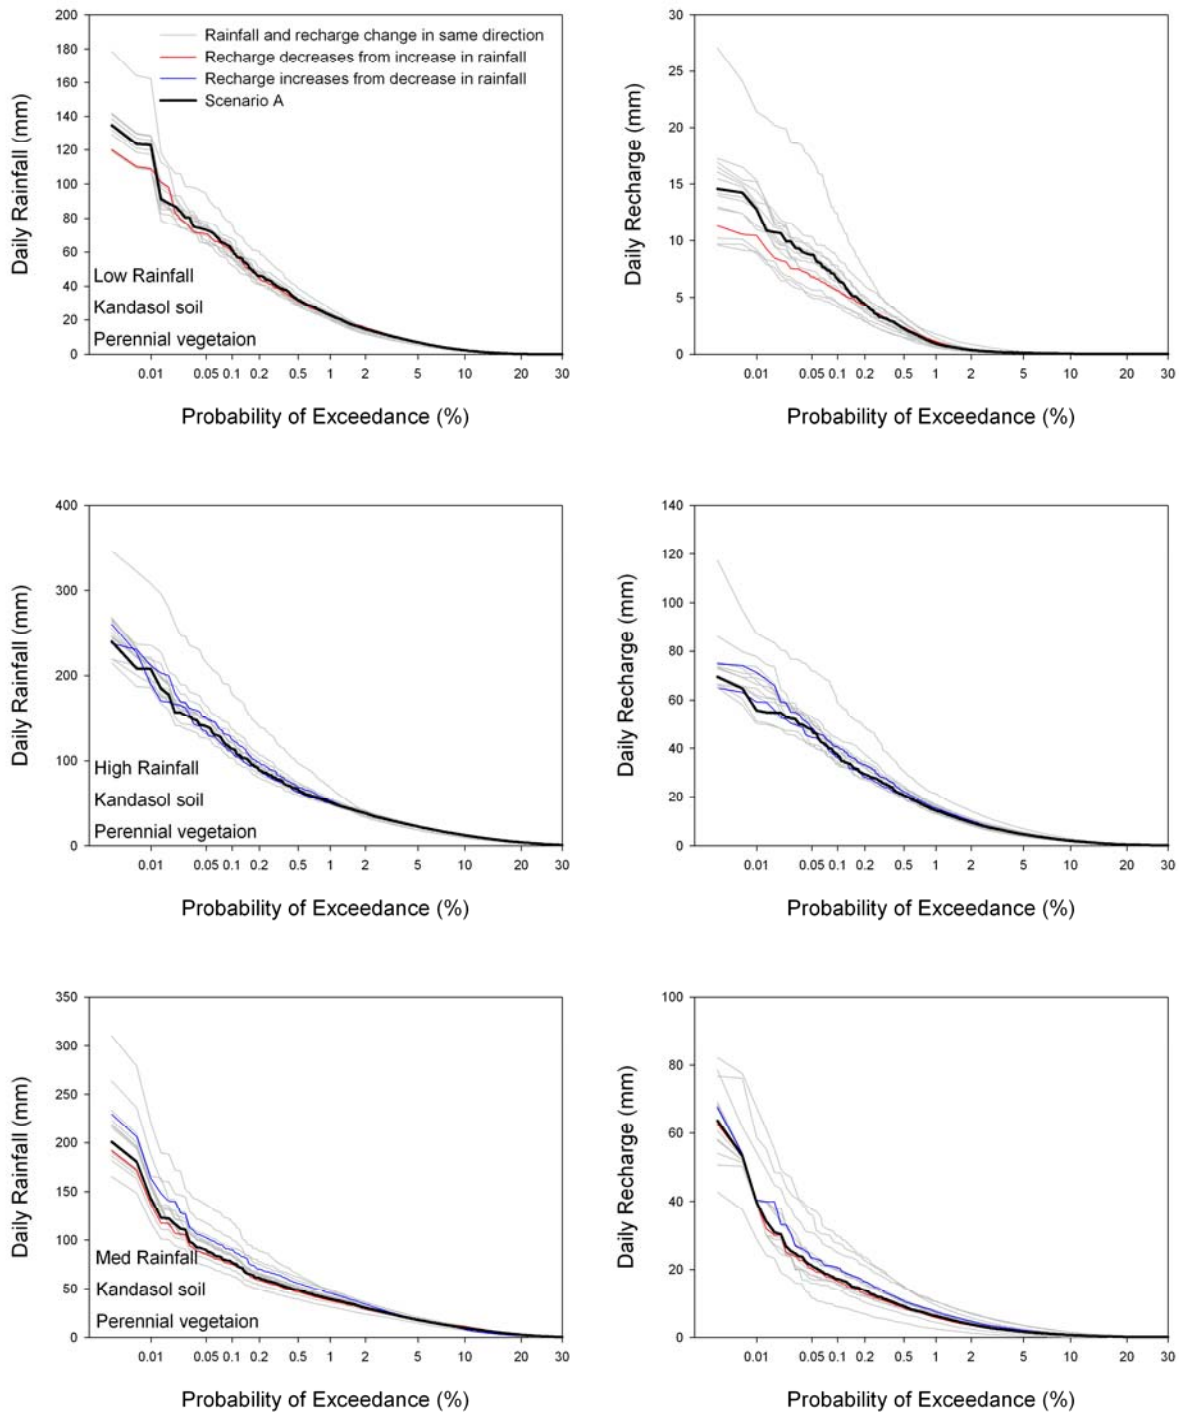 200
180
160
140
120
100
80
60
40
20
0
Daily Rainfall (mm)
Rainfall and recharge change in same direction
Recharge decreases from increase in rainfall
Recharge increases from decrease in rainfall
Scenario A
Low Rainfall
Kandasol soil
Perennial vegetaion
0.01 0.05 0.1 0.2 0.5 1 2 5 10 20 30
Probability of Exceedance (%)
30
25
20
15
10
5
0
Daily Recharge (mm)
0.01 0.05 0.1 0.2 0.5 1 2 5 10 20 30
Probability of Exceedance (%)
400
300
200
100
0
Daily Rainfall (mm)
High Rainfall
Kandasol soil
Perennial vegetaion
0.01 0.05 0.1 0.2 0.5 1 2 5 10 20 30
Probability of Exceedance (%)
140
120
100
80
60
40
20
0
Daily Recharge (mm)
0.01 0.05 0.1 0.2 0.5 1 2 5 10 20 30
Probability of Exceedance (%)
350
300
250
200
150
100
50
0
Daily Rainfall (mm)
Med Rainfall
Kandasol soil
Perennial vegetaion
0.01 0.05 0.1 0.2 0.5 1 2 5 10 20 30
Probability of Exceedance (%)
100
80
60
40
20
0
Daily Recharge (mm)
0.01 0.05 0.1 0.2 0.5 1 2 5 10 20 30
Probability of Exceedance (%)